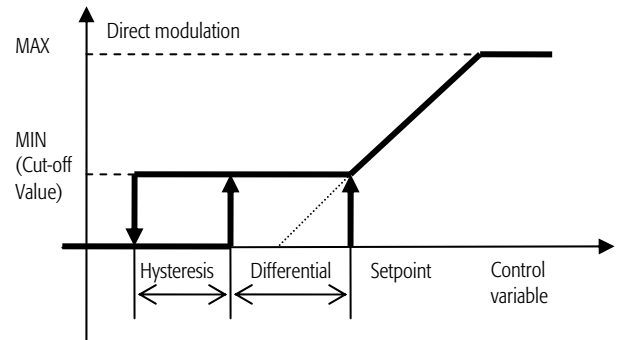 Direct modulation
MAX
MIN
(Cut-off
Value)
Hysteresis
Differential
Setpoint
Control
variable